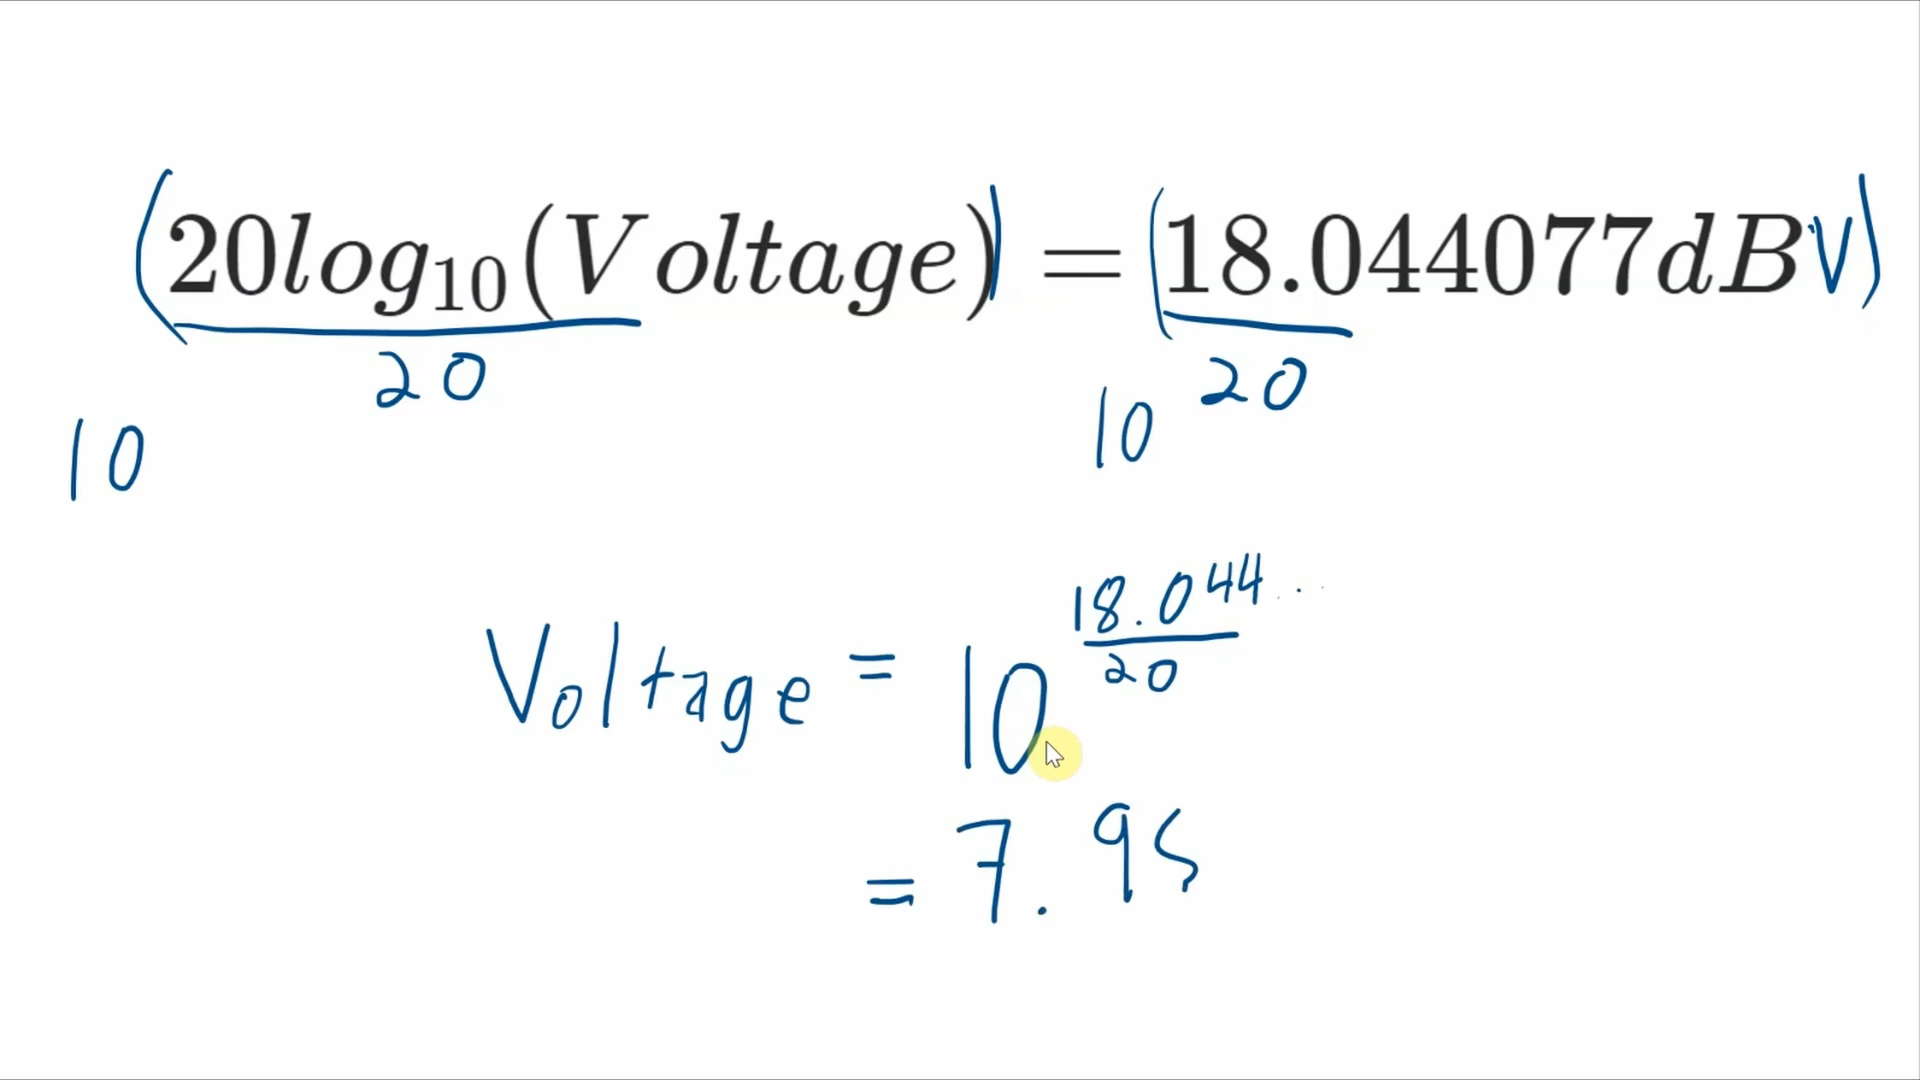 (20log₁₀(Voltage)) = (18.044077dBV)
20 20
10 10
18.044...
20
Voltage = 10
= 7.95